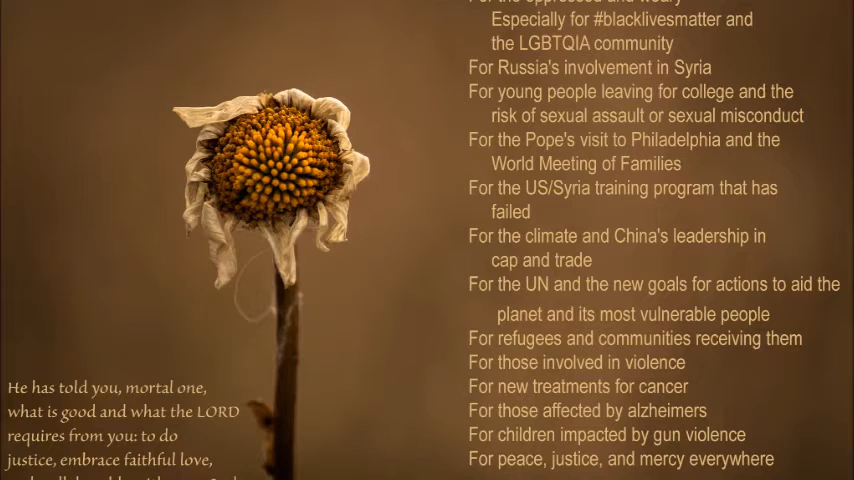 For the oppressed and weary
Especially for #blacklivesmatter and
the LGBTQIA community
For Russia's involvement in Syria
For young people leaving for college and the
risk of sexual assault or sexual misconduct
For the Pope's visit to Philadelphia and the
World Meeting of Families
For the US/Syria training program that has
failed
For the climate and China's leadership in
cap and trade
For the UN and the new goals for actions to aid the
planet and its most vulnerable people
For refugees and communities receiving them
For those involved in violence
For new treatments for cancer
For those affected by alzheimers
For children impacted by gun violence
For peace, justice, and mercy everywhere
He has told you, mortal one,
what is good and what the LORD
requires from you: to do
justice, embrace faithful love,